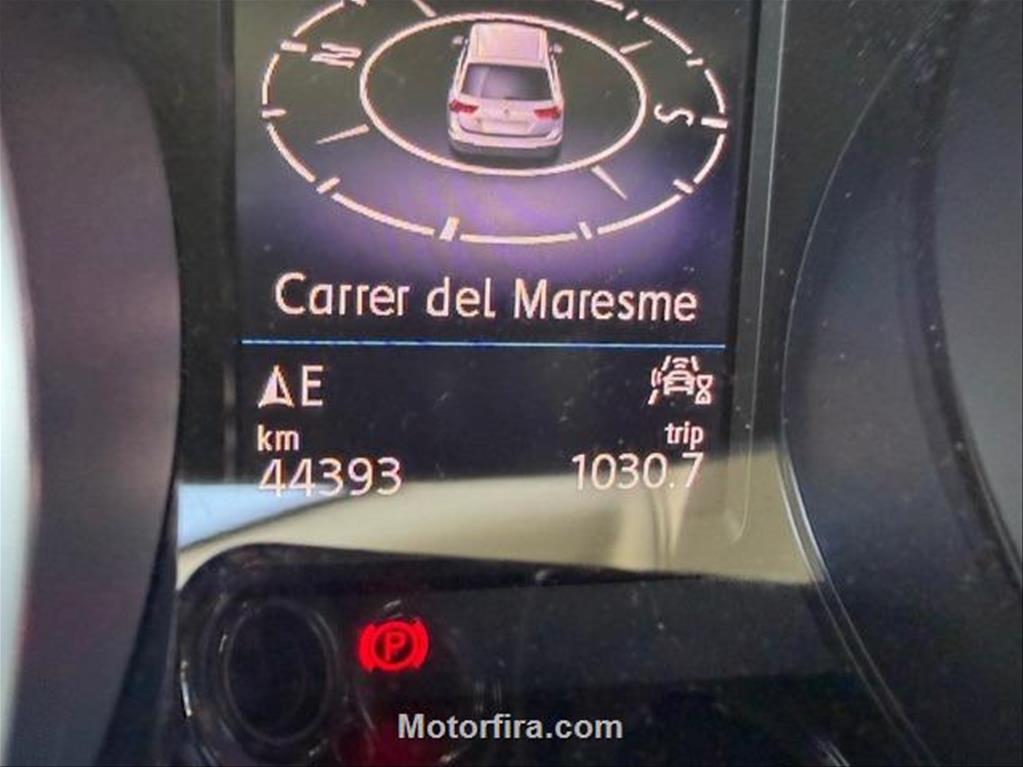 N
S
Carrer del Maresme
E
km
trip
44393
1030.7
P
Motorfira.com